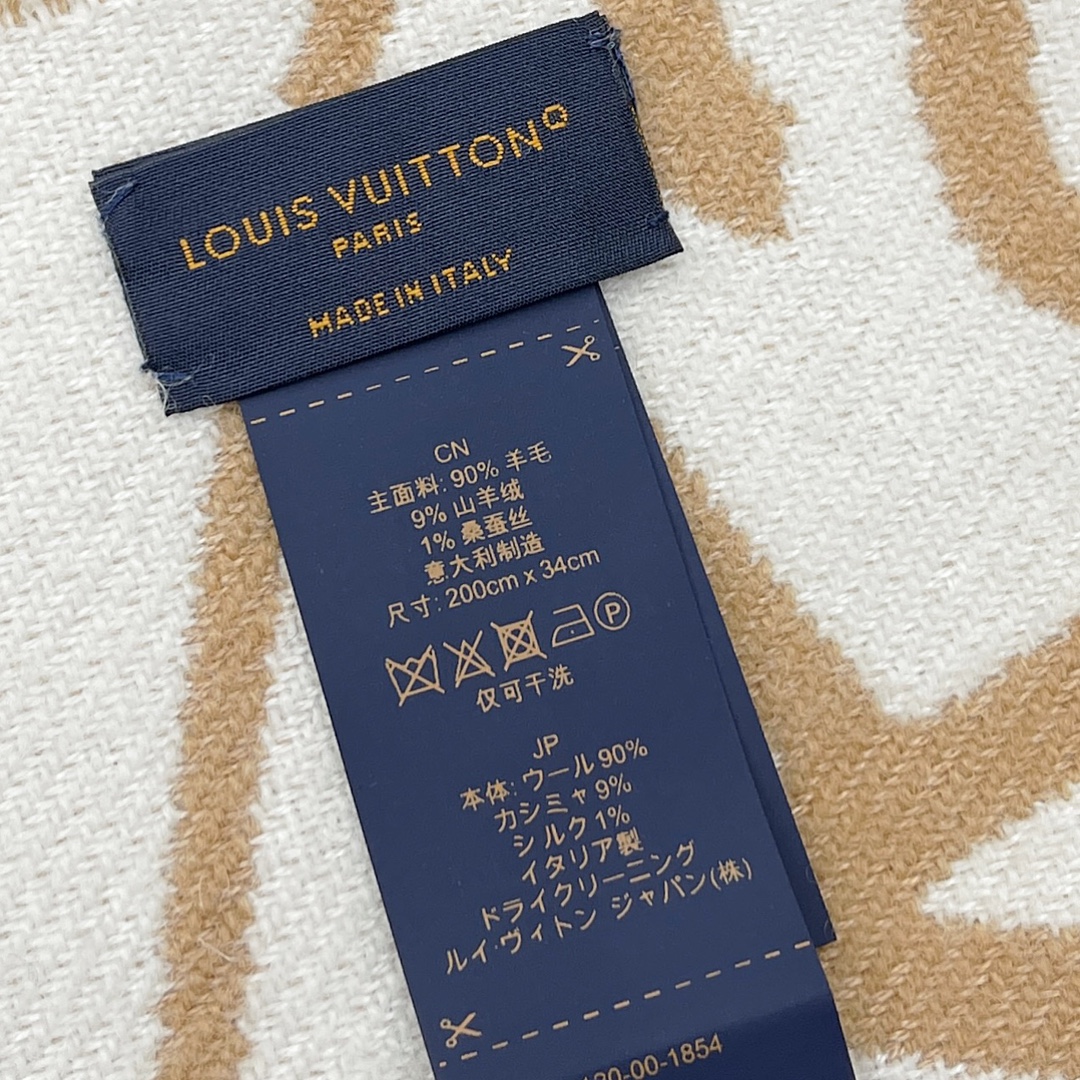 LOUIS VUITTON®
PARIS
MADE IN ITALY
CN
主面料: 90% 羊毛
9% 山羊绒
1% 桑蚕丝
意大利制造
尺寸: 200cm x 34cm
P
仅可干洗
JP
本体: ウール 90%
カシミャ 9%
シルク 1%
イタリア製
ドライクリーニング
ルイ·ヴィトン ジャパン(株)
-00-1854